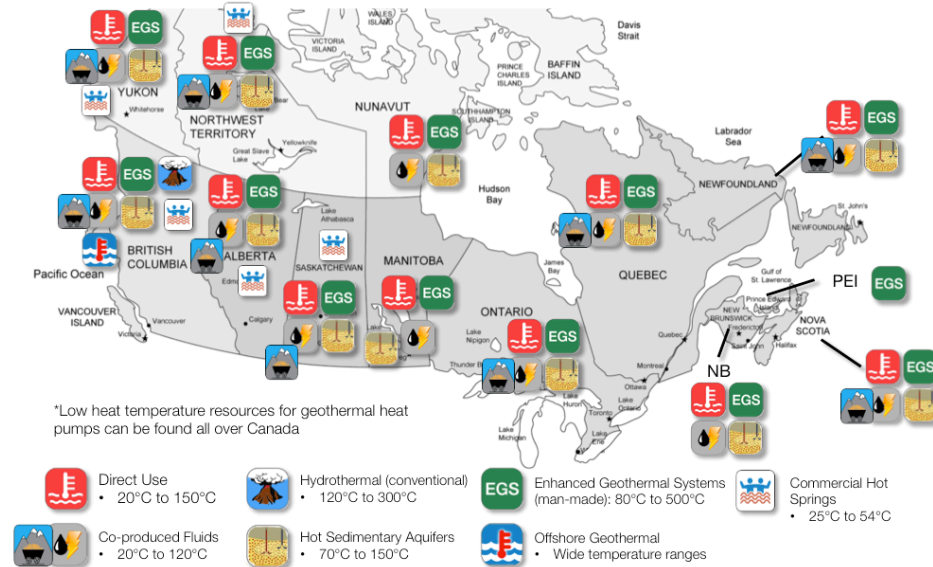 WALES
ISLAND
Davis
Strait
VICTORIA
ISLAND
BAFFIN
ISLAND
PRINCE
CHARLES
ISLAND
EGS
EGS
YUKON
Whitehorse
Bear
NORTHWEST
TERRITORY
Great Slave
Lake
Yellowknife
NUNAVUT
SOUTHHAMPTON
ISLAND
EGS
Labrador
Sea
EGS
Hudson
Bay
NEWFOUNDLAND
EGS
EGS
EGS
St. John's
NEWFOUNDLAND
Lake
Athabasca
BRITISH
COLUMBIA
ALBERTA
SASKATCHEWAN
MANITOBA
James
Bay
QUEBEC
Gulf of
St. Lawrence
PEI
EGS
Pacific Ocean
Prince Edward
Island
VANCOUVER
ISLAND
Vancouver
Victoria
Calgary
EGS
EGS
ONTARIO
Lake
Nipigon
NEW
BRUNSWICK
Fredericton
Saint John
Halifax
NOVA
SCOTIA
EGS
Quebec
Montreal
Ottawa
Lake
Huron
Toronto
Lake
Ontario
Lake
Erie
Lake
Michigan
NB
EGS
EGS
*Low heat temperature resources for geothermal heat
pumps can be found all over Canada
Direct Use
• 20°C to 150°C
Hydrothermal (conventional)
• 120°C to 300°C
EGS
Enhanced Geothermal Systems
(man-made): 80°C to 500°C
Commercial Hot
Springs
• 25°C to 54°C
Co-produced Fluids
• 20°C to 120°C
Hot Sedimentary Aquifers
• 70°C to 150°C
Offshore Geothermal
• Wide temperature ranges